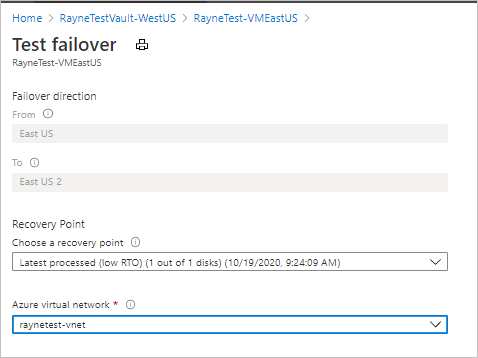 Home > RayneTestVault-WestUS > RayneTest-VMEastUS >
Test failover
RayneTest-VMEastUS
Failover direction
From
East US
To
East US 2
Recovery Point
Choose a recovery point
Latest processed (low RTO) (1 out of 1 disks) (10/19/2020, 9:24:09 AM)
Azure virtual network *
raynetest-vnet